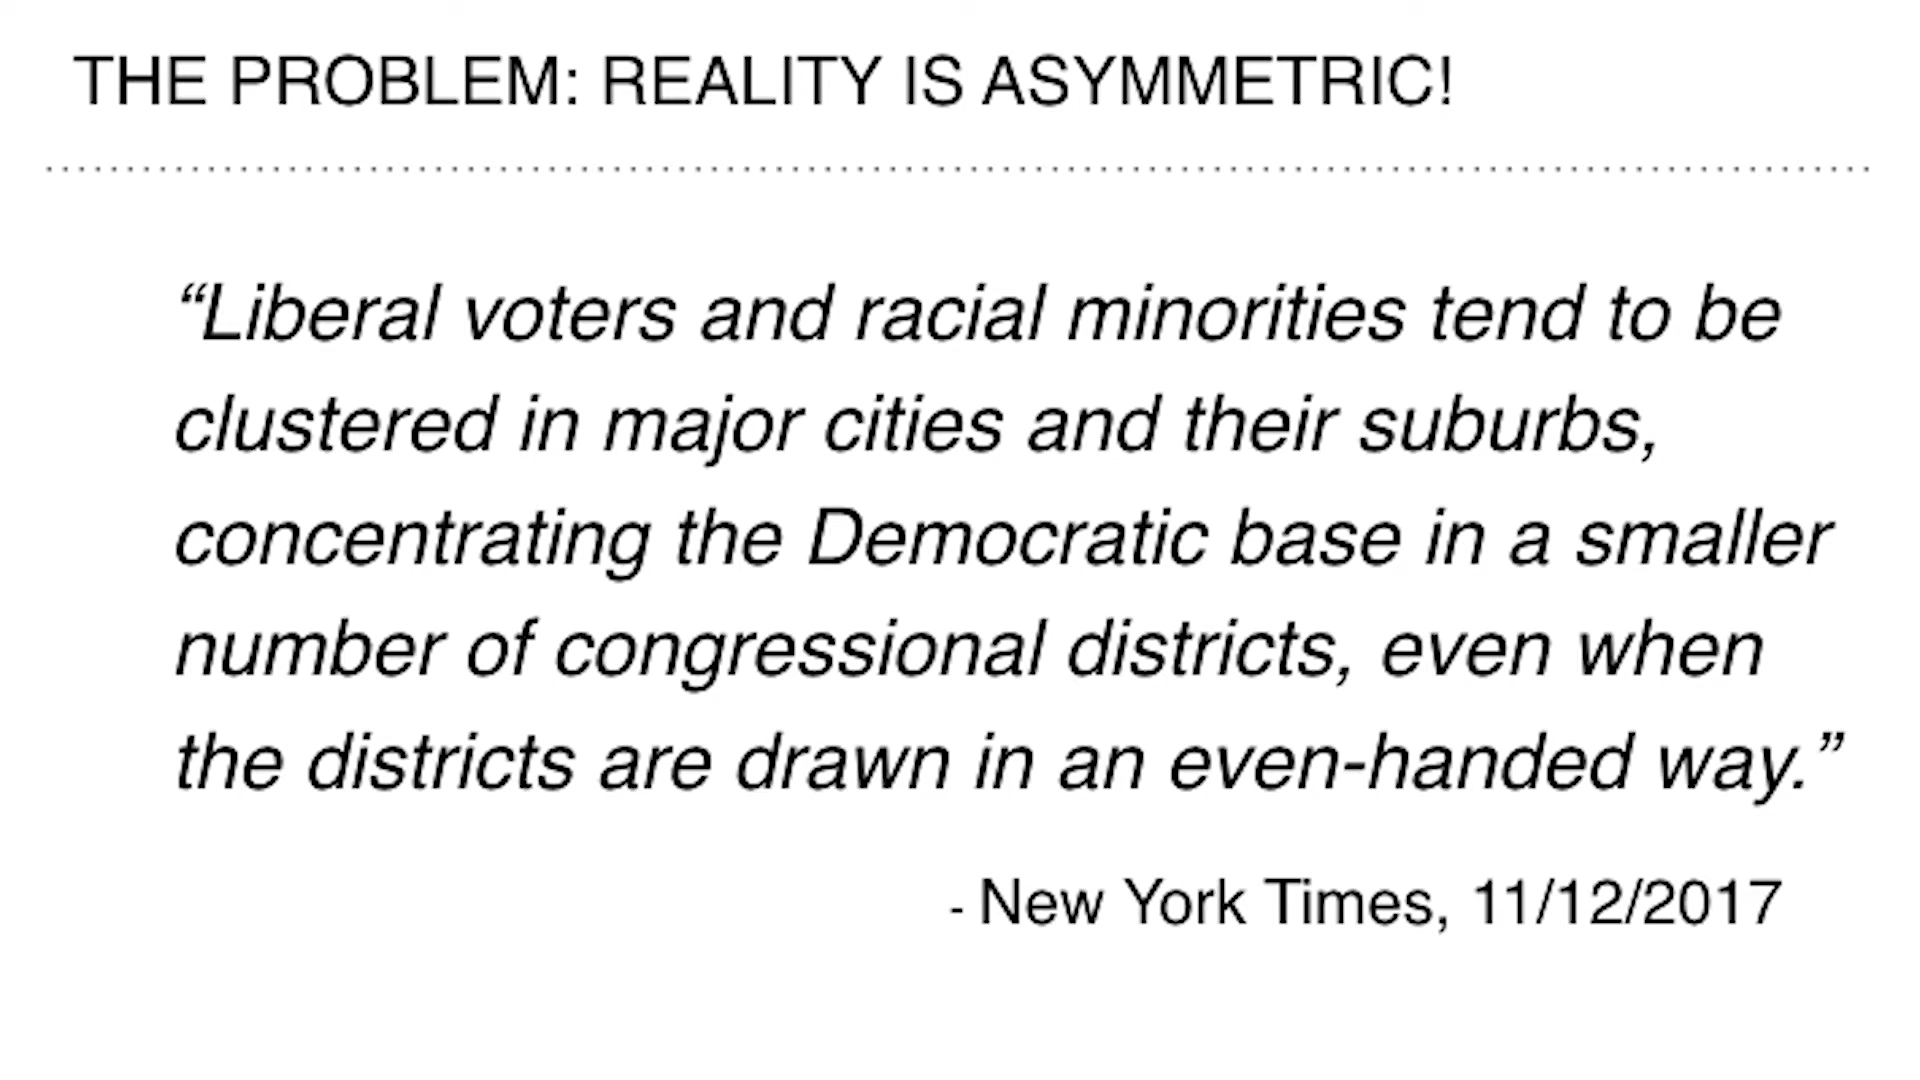 THE PROBLEM: REALITY IS ASYMMETRIC!
“Liberal voters and racial minorities tend to be
clustered in major cities and their suburbs,
concentrating the Democratic base in a smaller
number of congressional districts, even when
the districts are drawn in an even-handed way.”
- New York Times, 11/12/2017